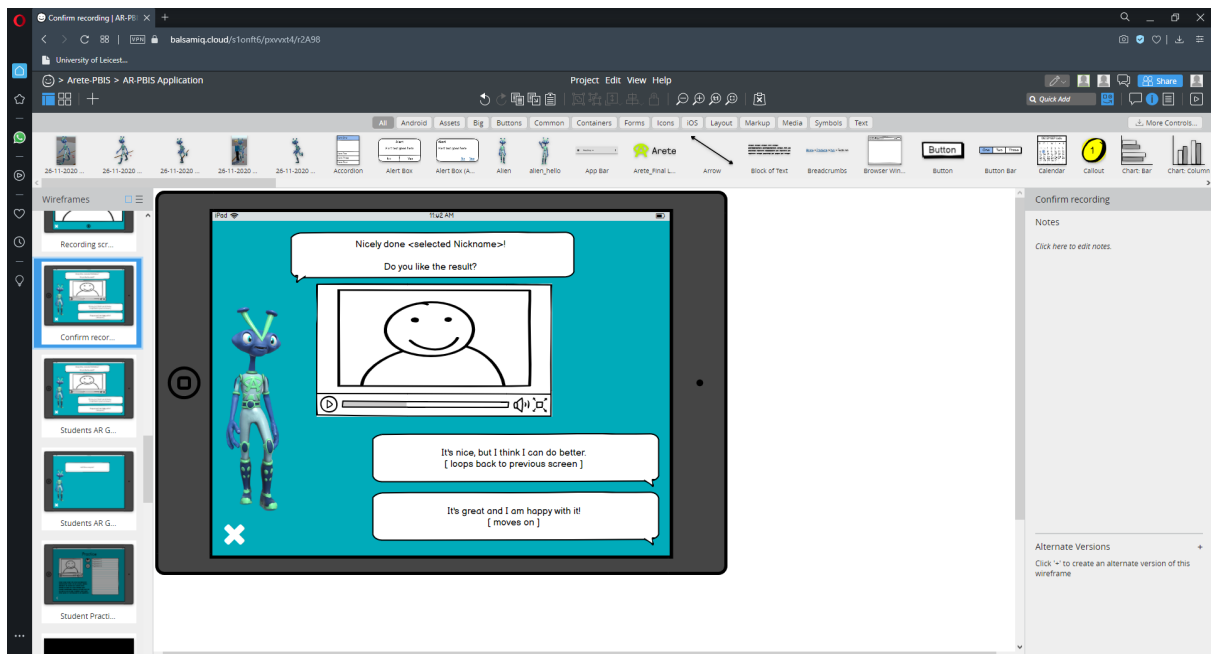 Confirm recording | AR-PBI
88
VPN
balsamiq.cloud/s1onft6/pxvvxt4/r2A98
University of Leicest...
> Arete-PBIS > AR-PBIS Application
Project Edit View Help
Share
Quick Add
All Android Assets Big Buttons Common Containers Forms Icons iOS Layout Markup Media Symbols Text
More Controls...
Arete
Button
1
26-11-2020 ... 26-11-2020 ... 26-11-2020 ... 26-11-2020 ... 26-11-2020 ... Accordion Alert Box Alert Box (A... Alien alien_hello App Bar Arete_Final L... Arrow Block of Text Breadcrumbs Browser Win... Button Button Bar Calendar Callout Chart: Bar Chart: Column
Wireframes
Recording scr...
Confirm recor...
Students AR G...
Students AR G...
Student Practi...
iPod
11:02 AM
Nicely done <selected Nickname>!
Do you like the result?
It's nice, but I think I can do better.
[ loops back to previous screen ]
It's great and I am happy with it!
[ moves on ]
Confirm recording
Notes
Click here to edit notes.
Alternate Versions +
Click '+' to create an alternate version of this
wireframe